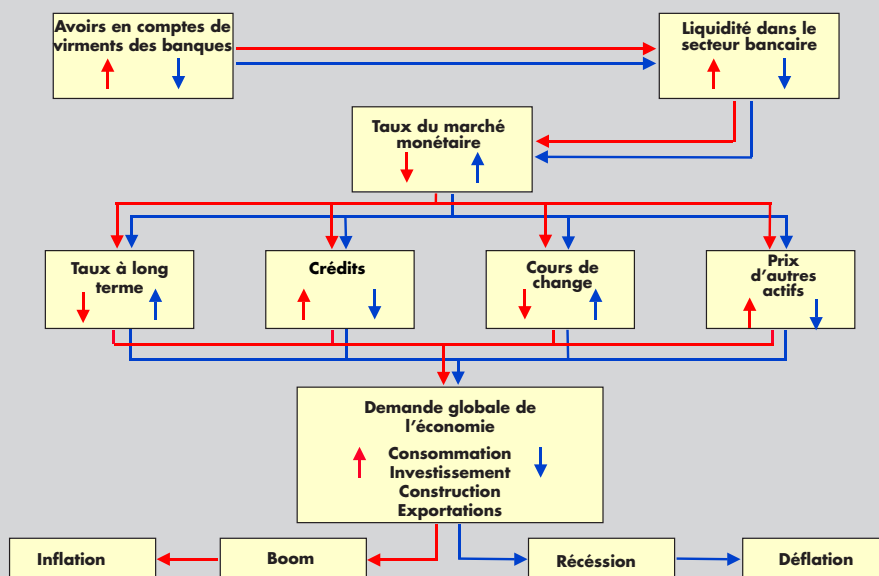 Avoirs en comptes de
virments des banques
Liquidité dans le
secteur bancaire
Taux du marché
monétaire
Taux à long
terme
Crédits
Cours de
change
Prix
d'autres
actifs
Demande globale de
l'économie
Consommation
Investissement
Construction
Exportations
Inflation
Boom
Récéssion
Déflation